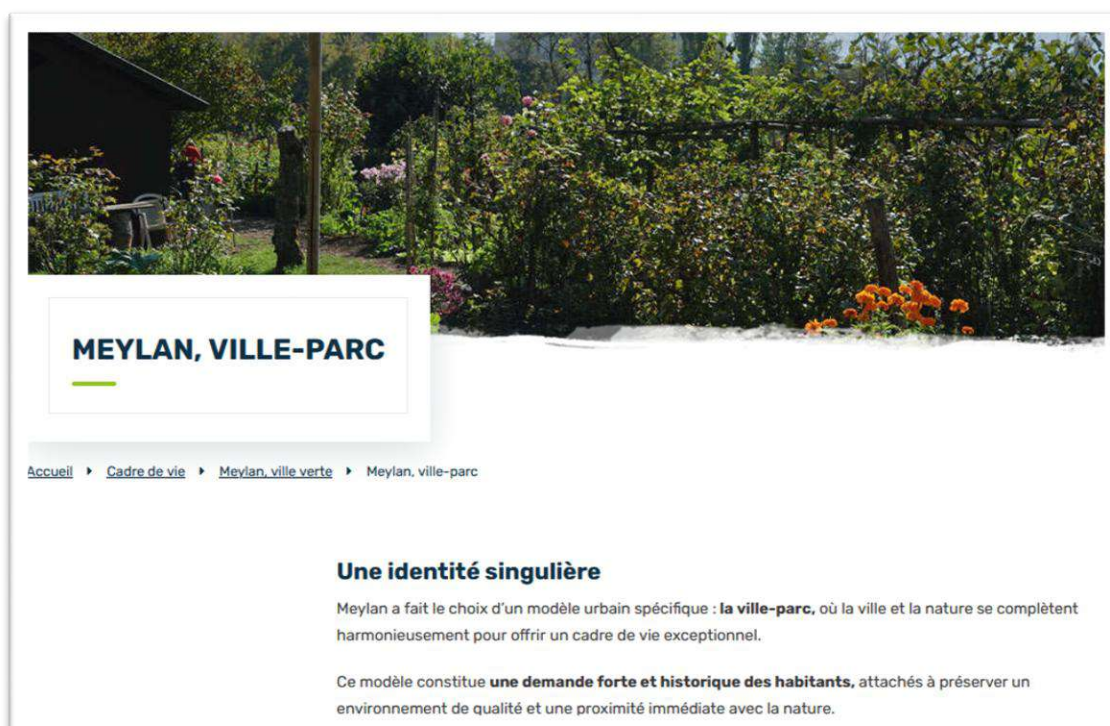 MEYLAN, VILLE-PARC
Accueil ▸ Cadre de vie ▸ Meylan, ville verte ▸ Meylan, ville-parc
Une identité singulière
Meylan a fait le choix d'un modèle urbain spécifique : la ville-parc, où la ville et la nature se complètent
harmonieusement pour offrir un cadre de vie exceptionnel.
Ce modèle constitue une demande forte et historique des habitants, attachés à préserver un
environnement de qualité et une proximité immédiate avec la nature.